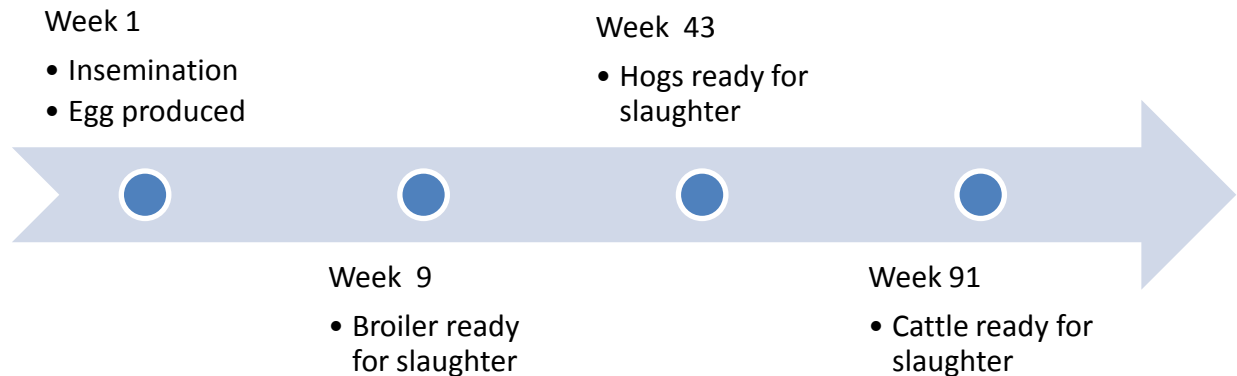 Week 1
• Insemination
• Egg produced
Week 9
• Broiler ready
for slaughter
Week 43
• Hogs ready for
slaughter
Week 91
• Cattle ready for
slaughter